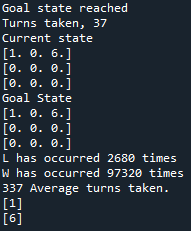 Goal state reached
Turns taken, 37
Current state
[1. 0. 6.]
[0. 0. 0.]
[0. 0. 0.]
Goal State
[1. 0. 6.]
[0. 0. 0.]
[0. 0. 0.]
L has occurred 2680 times
W has occurred 97320 times
337 Average turns taken.
[1]
[6]